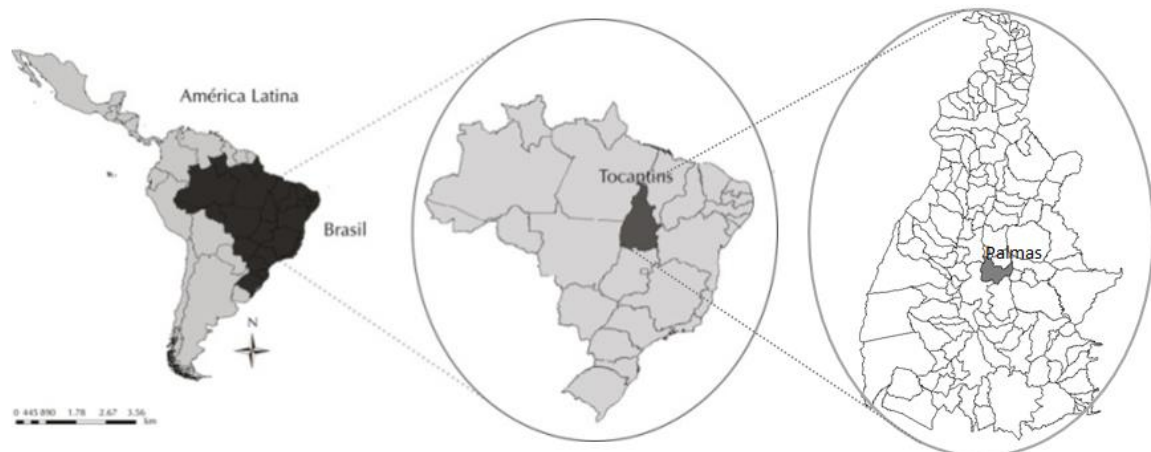 América Latina
Brasil
N
0 445 890 1.78 2.67 3.56
km
Tocantins
Palmas